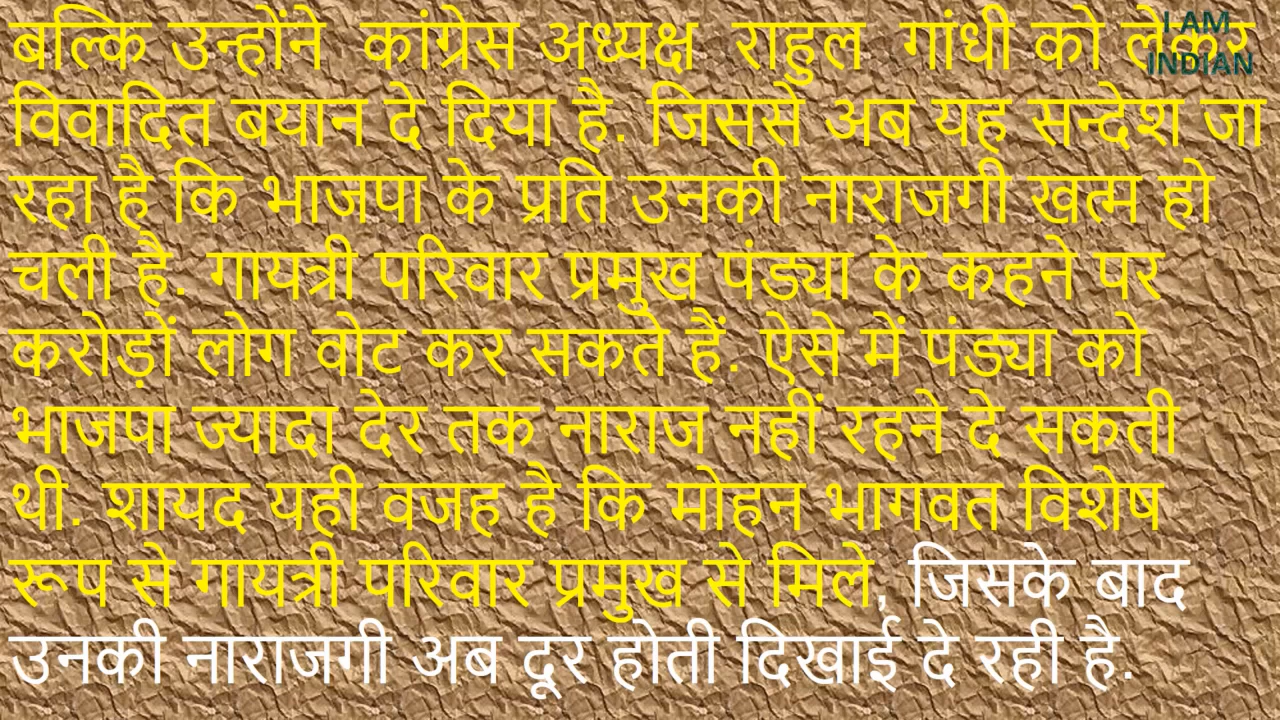 बल्कि उन्होंने कांग्रेस अध्यक्ष राहुल गांधी को लेकर
विवादित बयान दे दिया है. जिससे अब यह सन्देश जा
रहा है कि भाजपा के प्रति उनकी नाराजगी खत्म हो
चली है. गायत्री परिवार प्रमुख पंड्या के कहने पर
करोड़ों लोग वोट कर सकते हैं. ऐसे में पंड्या को
भाजपा ज्यादा देर तक नाराज नहीं रहने दे सकती
थी. शायद यही वजह है कि मोहन भागवत विशेष
रूप से गायत्री परिवार प्रमुख से मिले, जिसके बाद
उनकी नाराजगी अब दूर होती दिखाई दे रही है.
I AM
INDIAN